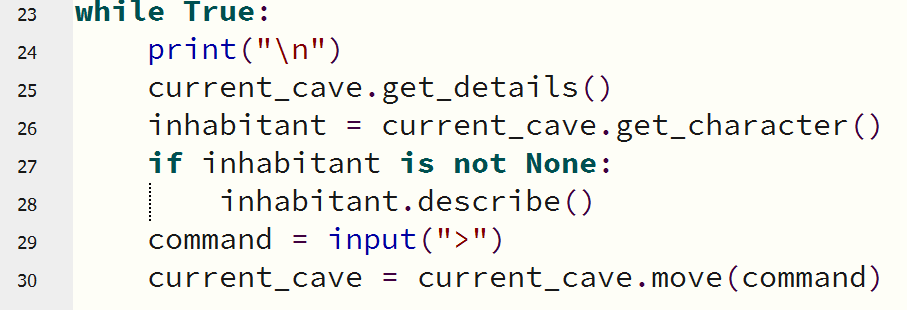 23 while True:
24     print("\n")
25     current_cave.get_details()
26     inhabitant = current_cave.get_character()
27     if inhabitant is not None:
28         inhabitant.describe()
29     command = input(">")
30     current_cave = current_cave.move(command)